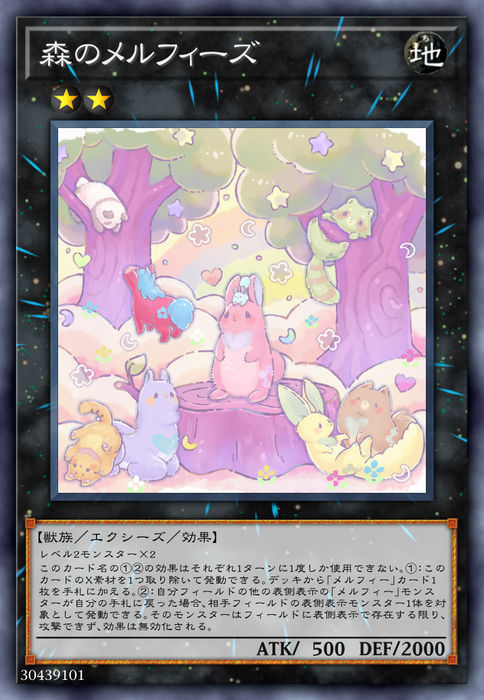 森のメルフィーズ
ち
地
【獣族／エクシーズ／効果】
レベル2モンスター×2
このカード名の①②の効果はそれぞれ1ターンに1度しか使用できない。①：この
カードのX素材を1つ取り除いて発動できる。デッキから「メルフィー」カード1
枚を手札に加える。②：自分フィールドの他の表側表示の「メルフィー」モンス
ターが自分の手札に戻った場合、相手フィールドの表側表示モンスター1体を対
象として発動できる。そのモンスターはフィールドに表側表示で存在する限り、
攻撃できず、効果は無効化される。
ATK/ 500 DEF/2000
30439101